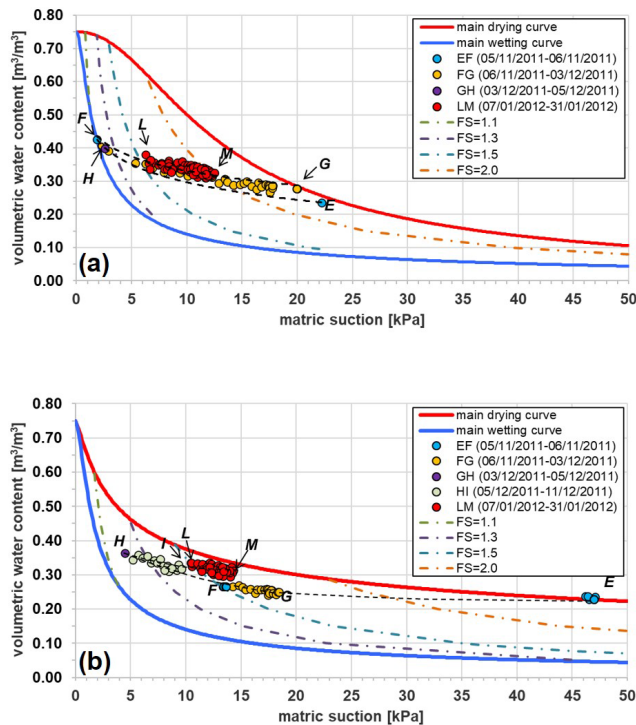 0.80
0.70
0.60
0.50
0.40
0.30
0.20
0.10
0.00
volumetric water content [m³/m³]
main drying curve
main wetting curve
EF (05/11/2011-06/11/2011)
FG (06/11/2011-03/12/2011)
GH (03/12/2011-05/12/2011)
LM (07/01/2012-31/01/2012)
FS=1.1
FS=1.3
FS=1.5
FS=2.0
F
L
M
G
H
E
(a)
0 5 10 15 20 25 30 35 40 45 50
matric suction [kPa]
0.80
0.70
0.60
0.50
0.40
0.30
0.20
0.10
0.00
volumetric water content [m³/m³]
main drying curve
main wetting curve
EF (05/11/2011-06/11/2011)
FG (06/11/2011-03/12/2011)
GH (03/12/2011-05/12/2011)
HI (05/12/2011-11/12/2011)
LM (07/01/2012-31/01/2012)
FS=1.1
FS=1.3
FS=1.5
FS=2.0
H
I
L
M
F
G
E
(b)
0 5 10 15 20 25 30 35 40 45 50
matric suction [kPa]